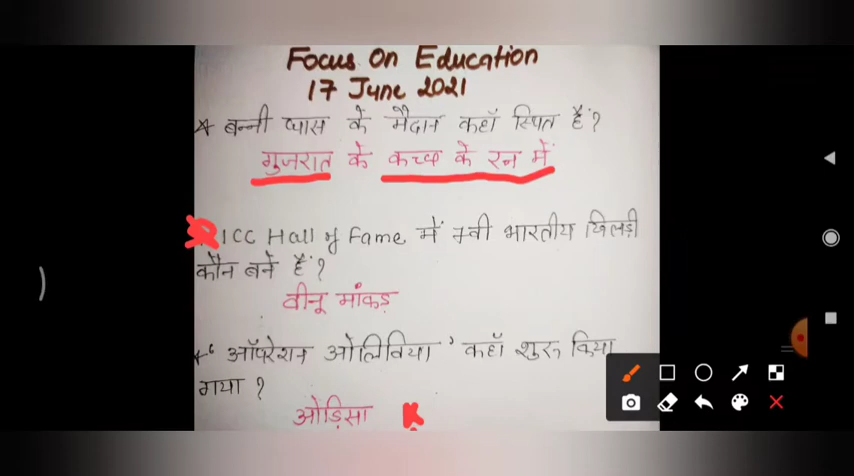 Focus On Education
17 June 2021
* बन्नी घास के मैदान कहाँ स्थित हैं?
गुजरात के कच्छ के रन में
ICC Hall of Fame में 7वी भारतीय खिलाड़ी
कौन बने हैं?
वीनू मांकड़
* 'ऑपरेशन ओलिविया' कहाँ शुरू किया
गया?
ओड़िसा